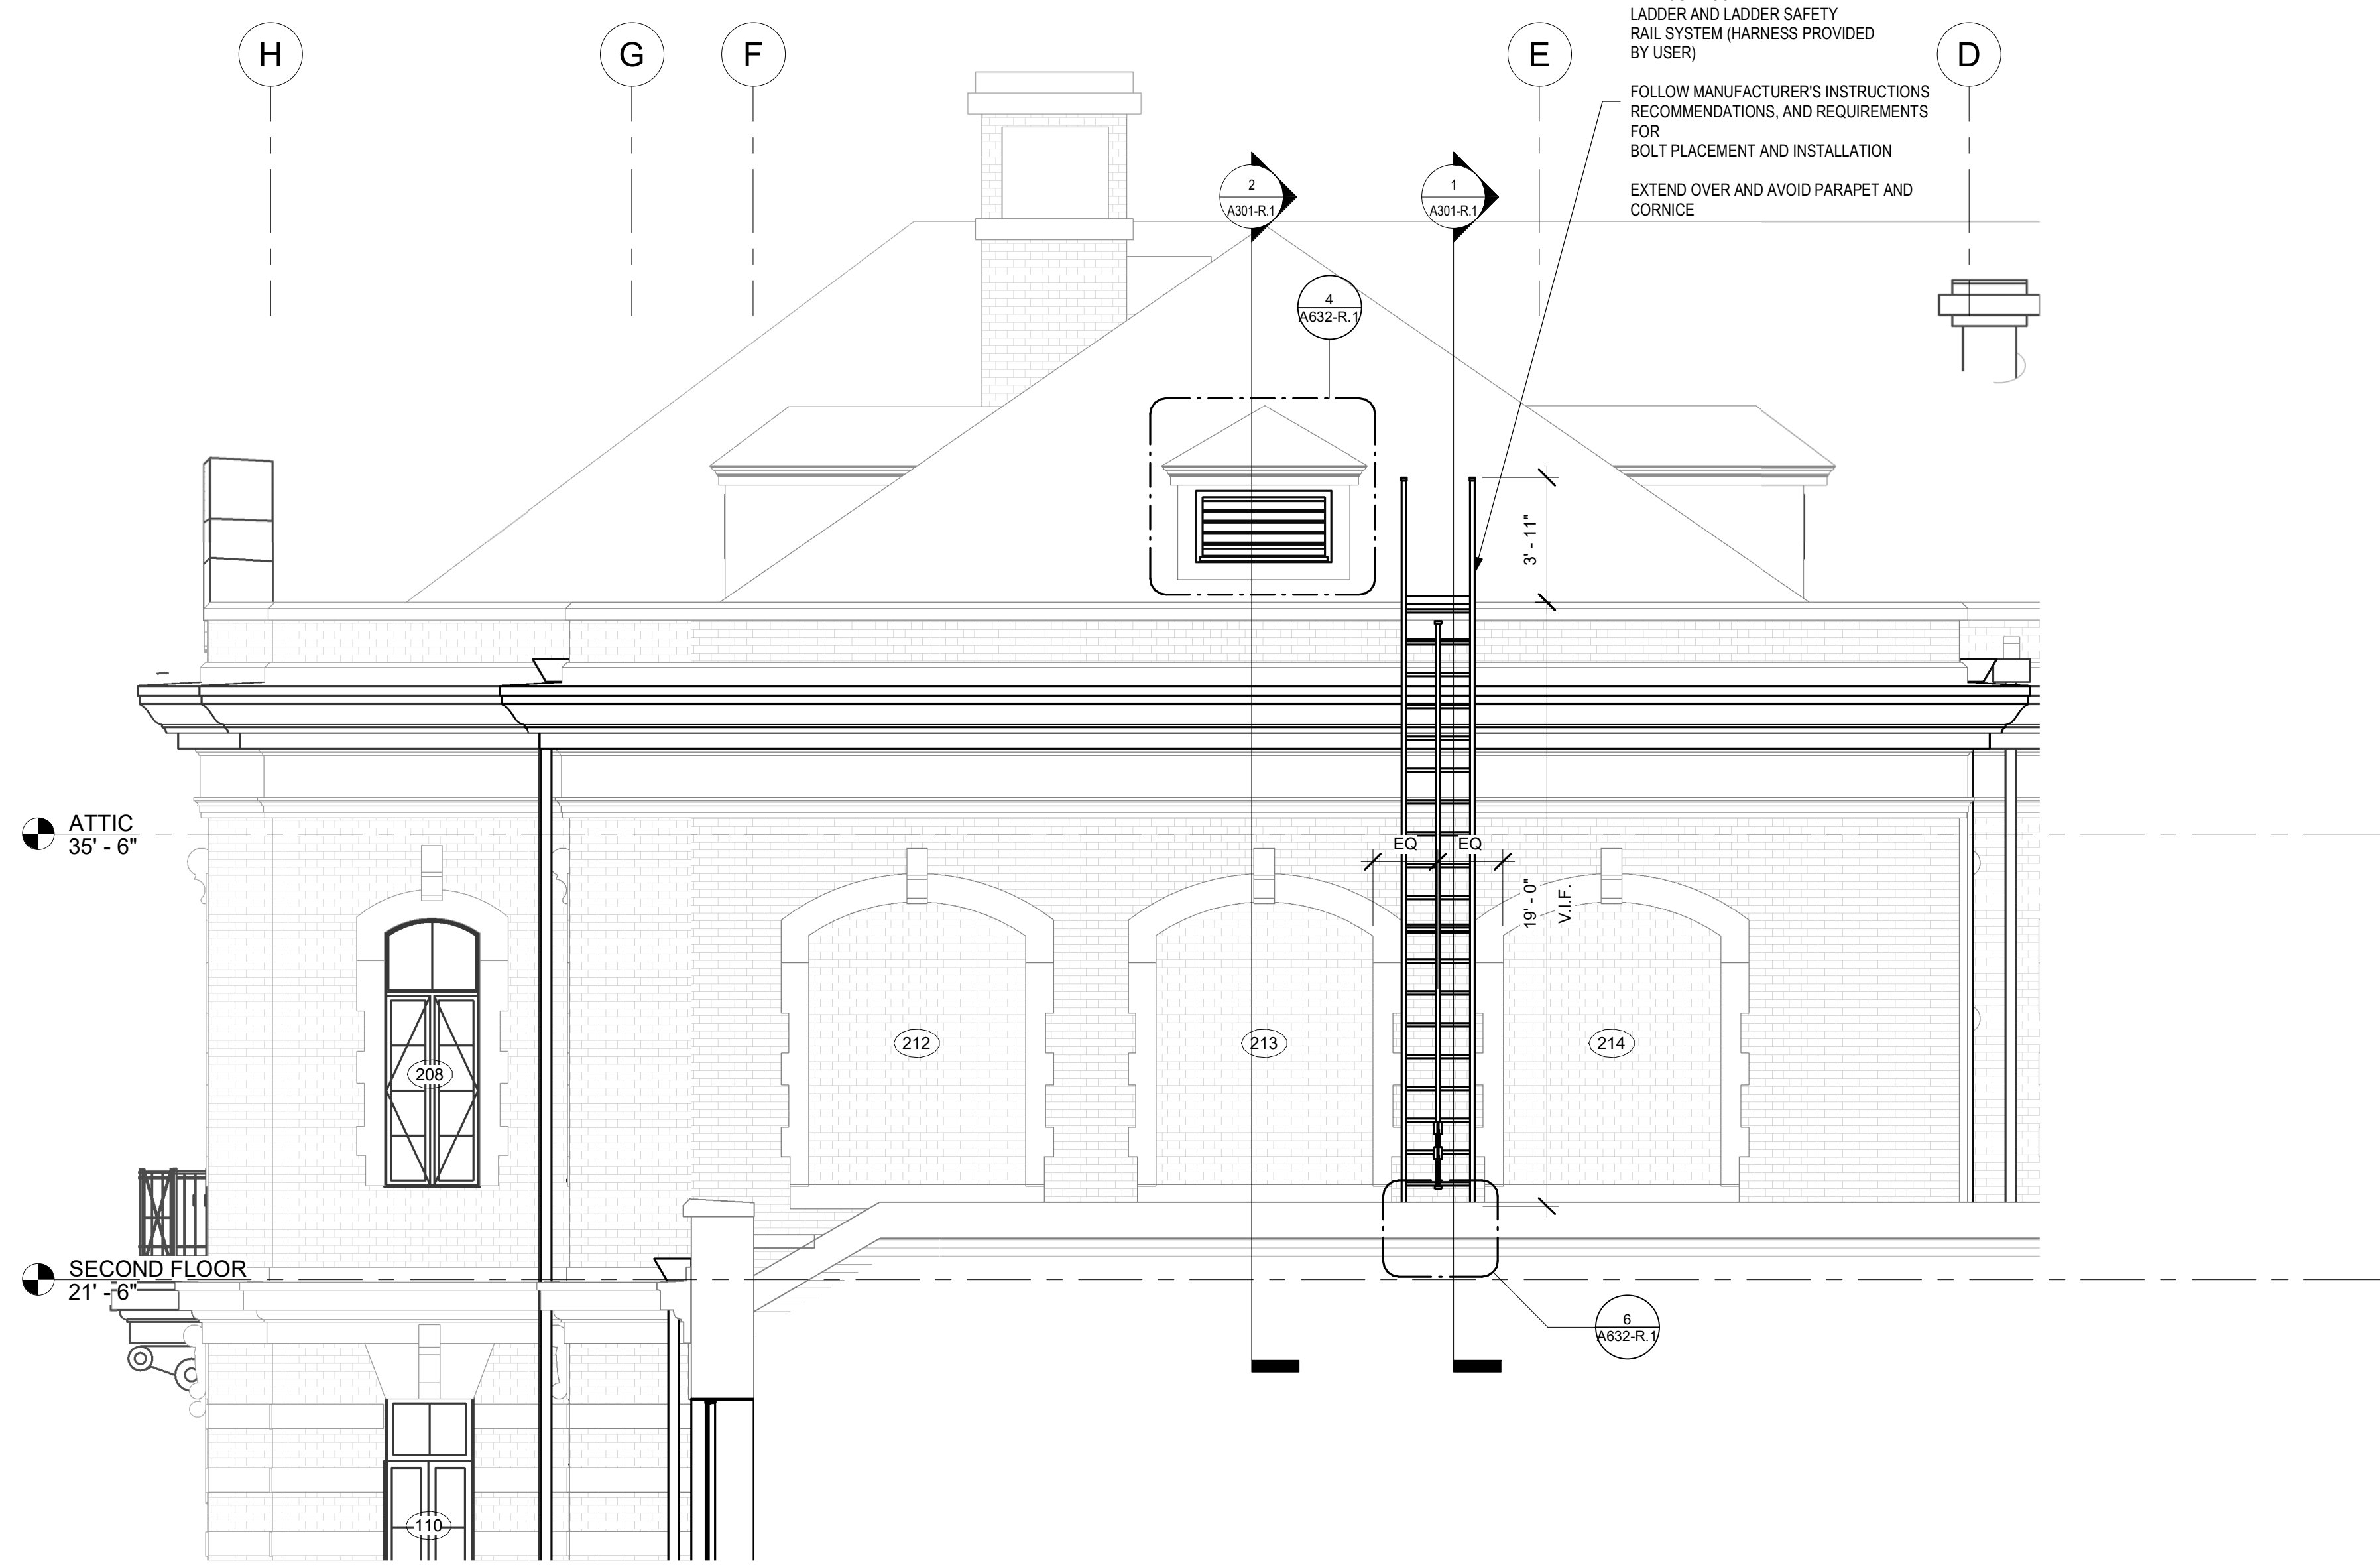 H
G
F
E
D
LADDER AND LADDER SAFETY
RAIL SYSTEM (HARNESS PROVIDED
BY USER)
FOLLOW MANUFACTURER'S INSTRUCTIONS
RECOMMENDATIONS, AND REQUIREMENTS
FOR
BOLT PLACEMENT AND INSTALLATION
EXTEND OVER AND AVOID PARAPET AND
CORNICE
2
A301-R.1
1
A301-R.1
4
A632-R.1
3' - 11"
ATTIC
35' - 6"
EQ
EQ
19' - 0"
V.I.F.
212
213
214
208
SECOND FLOOR
21' - 6"
6
A632-R.1
110